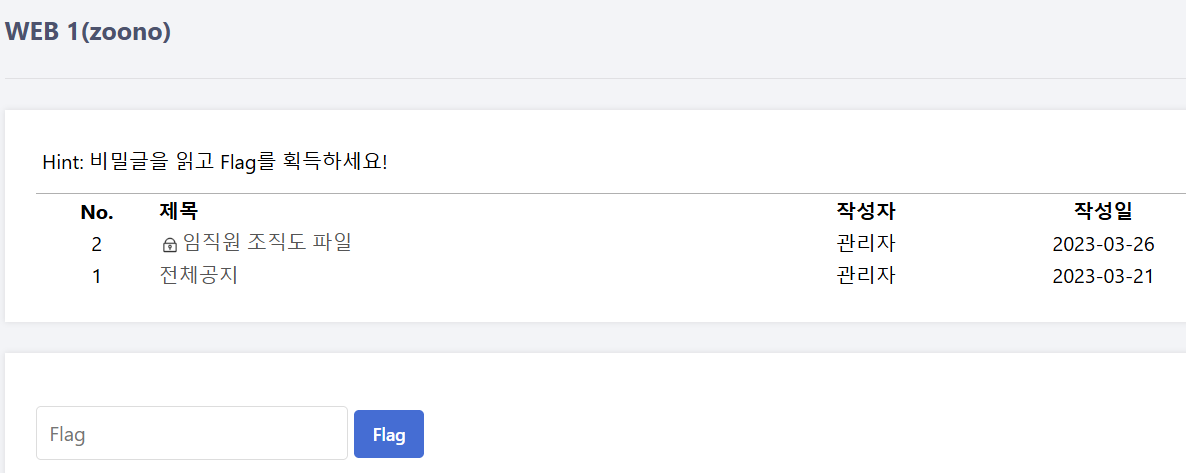 WEB 1(zoono)
Hint: 비밀글을 읽고 Flag를 획득하세요!
No. 제목 작성자 작성일
2 임직원 조직도 파일 관리자 2023-03-26
1 전체공지 관리자 2023-03-21
Flag Flag